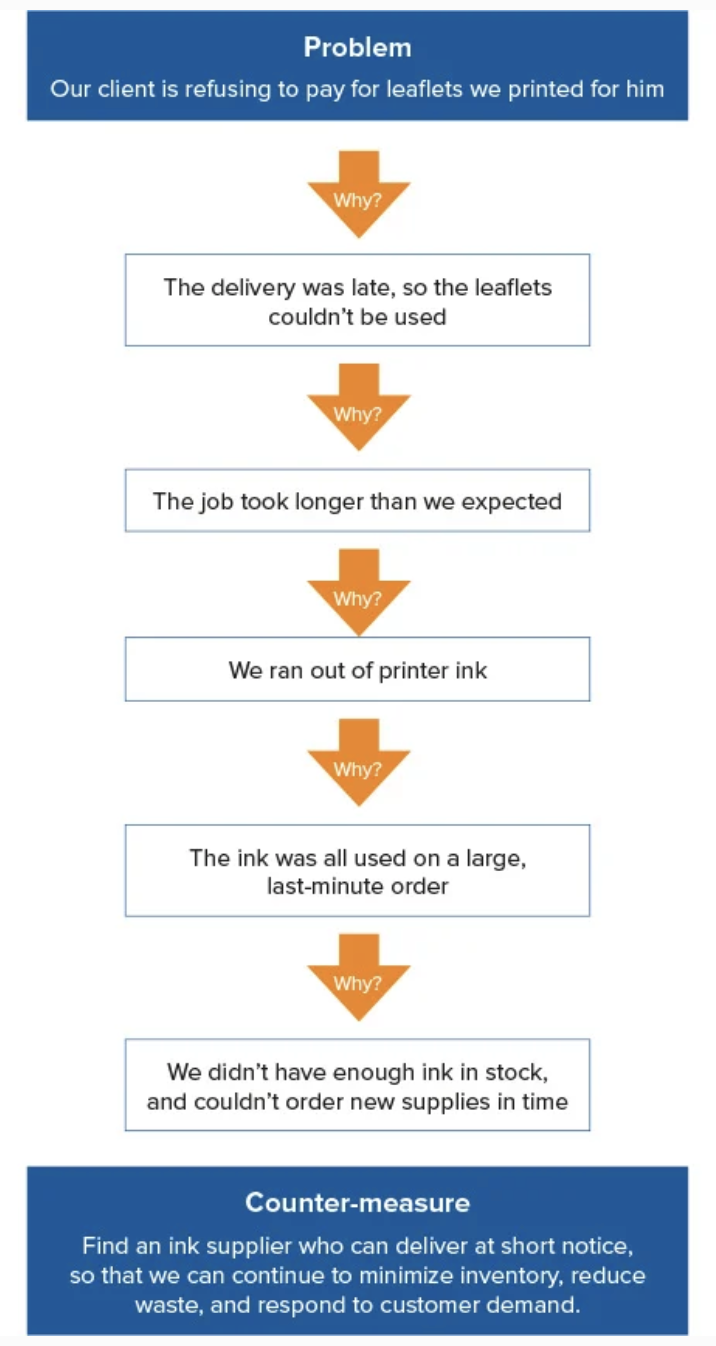 Problem
Our client is refusing to pay for leaflets we printed for him
Why?
The delivery was late, so the leaflets
couldn’t be used
Why?
The job took longer than we expected
Why?
We ran out of printer ink
Why?
The ink was all used on a large,
last-minute order
Why?
We didn’t have enough ink in stock,
and couldn’t order new supplies in time
Counter-measure
Find an ink supplier who can deliver at short notice,
so that we can continue to minimize inventory, reduce
waste, and respond to customer demand.